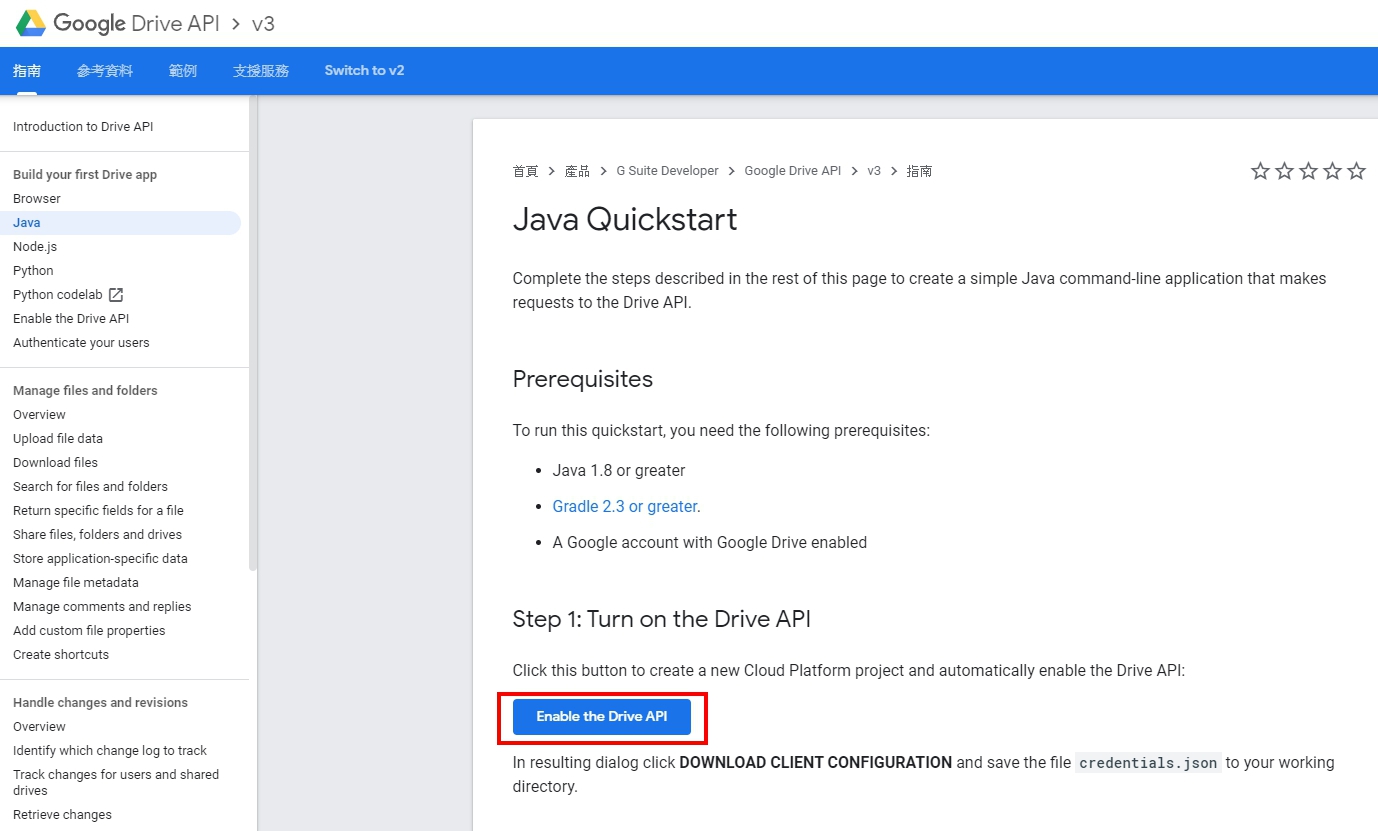 Google Drive API > v3
指南 參考資料 範例 支援服務 Switch to v2
Introduction to Drive API
Build your first Drive app
Browser
Java
Node.js
Python
Python codelab
Enable the Drive API
Authenticate your users
Manage files and folders
Overview
Upload file data
Download files
Search for files and folders
Return specific fields for a file
Share files, folders and drives
Store application-specific data
Manage file metadata
Manage comments and replies
Add custom file properties
Create shortcuts
Handle changes and revisions
Overview
Identify which change log to track
Track changes for users and shared
drives
Retrieve changes
首頁 > 產品 > G Suite Developer > Google Drive API > v3 > 指南
Java Quickstart
Complete the steps described in the rest of this page to create a simple Java command-line application that makes
requests to the Drive API.
Prerequisites
To run this quickstart, you need the following prerequisites:
• Java 1.8 or greater
• Gradle 2.3 or greater.
• A Google account with Google Drive enabled
Step 1: Turn on the Drive API
Click this button to create a new Cloud Platform project and automatically enable the Drive API:
Enable the Drive API
In resulting dialog click DOWNLOAD CLIENT CONFIGURATION and save the file credentials.json to your working
directory.